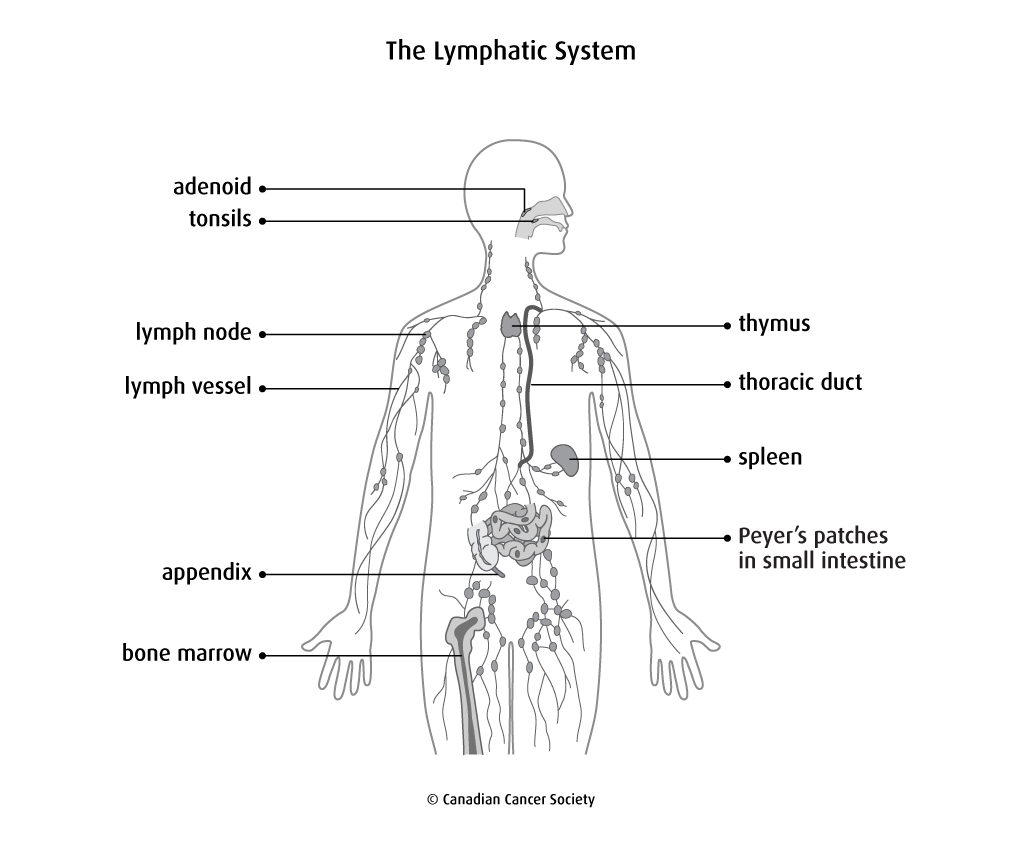 The Lymphatic System
adenoid
tonsils
lymph node
lymph vessel
appendix
bone marrow
thymus
thoracic duct
spleen
Peyer's patches
in small intestine
© Canadian Cancer Society